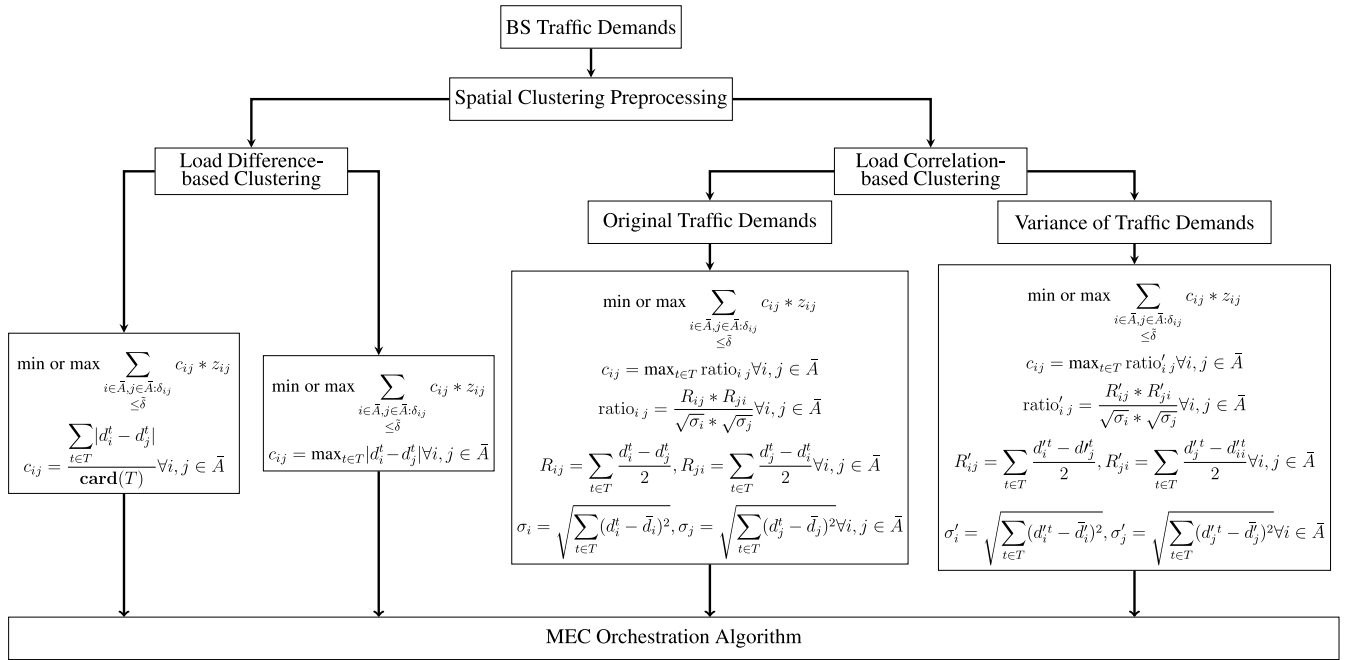 BS Traffic Demands
Spatial Clustering Preprocessing
Load Difference-
based Clustering
Load Correlation-
based Clustering
Original Traffic Demands
Variance of Traffic Demands
min or max ∑_{i∈Ā,j∈Ā:δ_{ij} ≤δ̃} c_{ij} * z_{ij}
c_{ij} = ∑_{t∈T} |d_i^t − d_j^t| / card(T) ∀i, j ∈ Ā
min or max ∑_{i∈Ā,j∈Ā:δ_{ij} ≤δ̃} c_{ij} * z_{ij}
c_{ij} = max_{t∈T} |d_i^t − d_j^t| ∀i, j ∈ Ā
min or max ∑_{i∈Ā,j∈Ā:δ_{ij} ≤δ̃} c_{ij} * z_{ij}
c_{ij} = max_{t∈T} ratio_{i j} ∀i, j ∈ Ā
ratio_{i j} = R_{ij} * R_{ji} / √σ_i * √σ_j ∀i, j ∈ Ā
R_{ij} = ∑_{t∈T} (d_i^t − d_j^t)/2, R_{ji} = ∑_{t∈T} (d_j^t − d_i^t)/2 ∀i, j ∈ Ā
σ_i = √(∑_{t∈T} (d_i^t − d̄_i)^2), σ_j = √(∑_{t∈T} (d_j^t − d̄_j)^2) ∀i, j ∈ Ā
min or max ∑_{i∈Ā,j∈Ā:δ_{ij} ≤δ̃} c_{ij} * z_{ij}
c_{ij} = max_{t∈T} ratio'_{i j} ∀i, j ∈ Ā
ratio'_{i j} = R'_{ij} * R'_{ji} / √σ_i * √σ_j ∀i, j ∈ Ā
R'_{ij} = ∑_{t∈T} (d'_i^t − d'_j^t)/2, R'_{ji} = ∑_{t∈T} (d'_j^t − d'_{ii}^t)/2 ∀i, j ∈ Ā
σ'_i = √(∑_{t∈T} (d'_i^t − d̄'_i)^2), σ'_j = √(∑_{t∈T} (d'_j^t − d̄'_j)^2) ∀i ∈ Ā
MEC Orchestration Algorithm